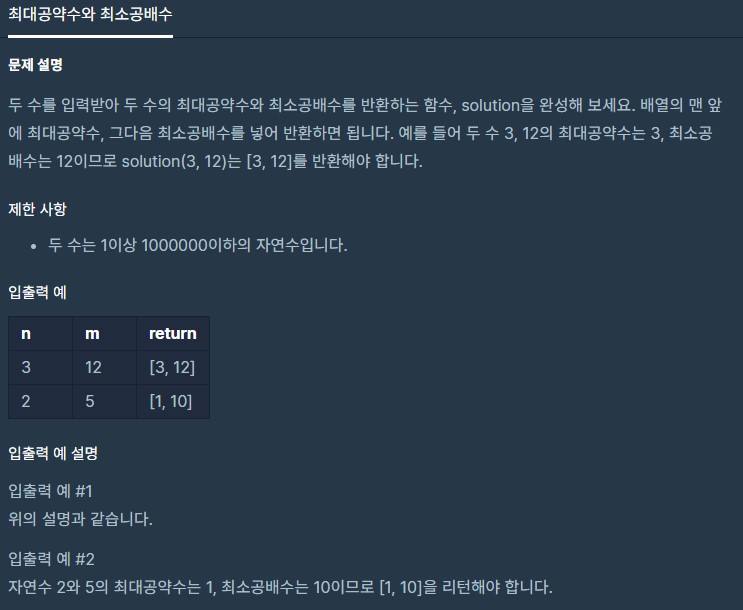 최대공약수와 최소공배수
문제 설명
두 수를 입력받아 두 수의 최대공약수와 최소공배수를 반환하는 함수, solution을 완성해 보세요. 배열의 맨 앞
에 최대공약수, 그다음 최소공배수를 넣어 반환하면 됩니다. 예를 들어 두 수 3, 12의 최대공약수는 3, 최소공
배수는 12이므로 solution(3, 12)는 [3, 12]를 반환해야 합니다.
제한 사항
• 두 수는 1이상 1000000이하의 자연수입니다.
입출력 예
n m return
3 12 [3, 12]
2 5 [1, 10]
입출력 예 설명
입출력 예 #1
위의 설명과 같습니다.
입출력 예 #2
자연수 2와 5의 최대공약수는 1, 최소공배수는 10이므로 [1, 10]을 리턴해야 합니다.